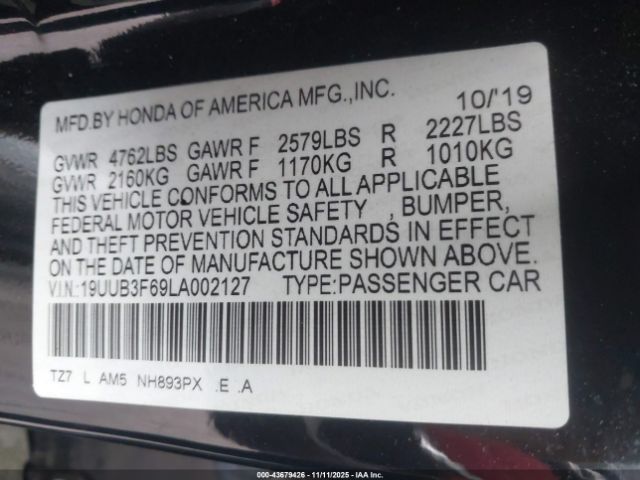 MFD.BY HONDA OF AMERICA MFG.,INC. 10/'19
GVWR 4762LBS GAWR F 2579LBS R 2227LBS
GVWR 2160KG GAWR F 1170KG R 1010KG
THIS VEHICLE CONFORMS TO ALL APPLICABLE
FEDERAL MOTOR VEHICLE SAFETY , BUMPER,
AND THEFT PREVENTION STANDARDS IN EFFECT
ON THE DATE OF MANUFACTURE SHOWN ABOVE.
V.I.N.:19UUB3F69LA002127 TYPE:PASSENGER CAR
TZ7 L AM5 NH893PX .E .A
© 2000 - 43679426 - 11/11/2025 - IAA Inc.